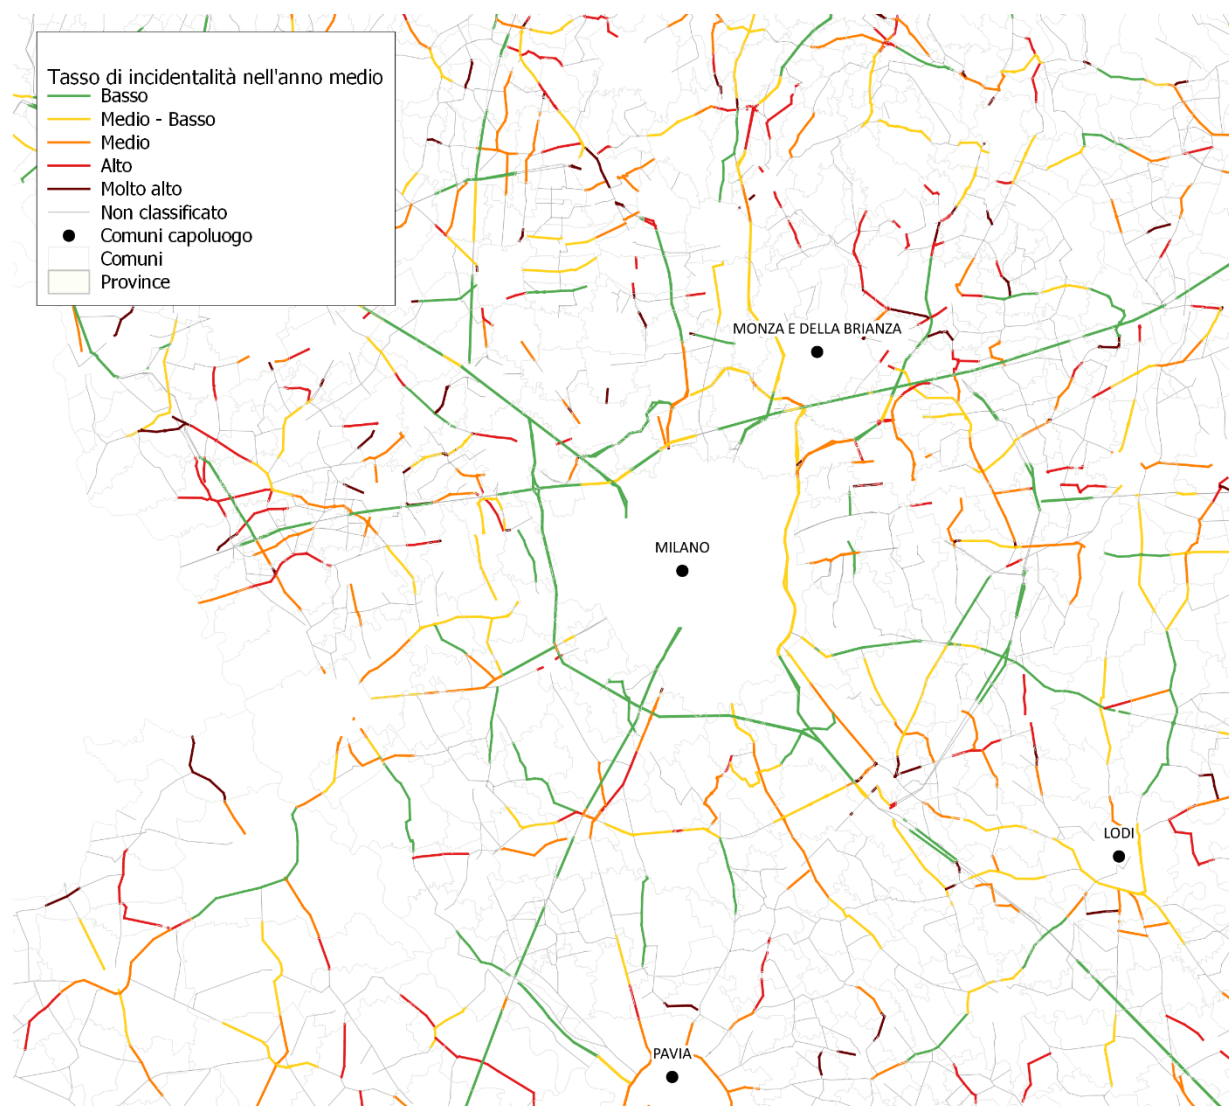 Tasso di incidentalità nell'anno medio
Basso
Medio - Basso
Medio
Alto
Molto alto
Non classificato
Comuni capoluogo
Comuni
Province
MONZA E DELLA BRIANZA
MILANO
LODI
PAVIA